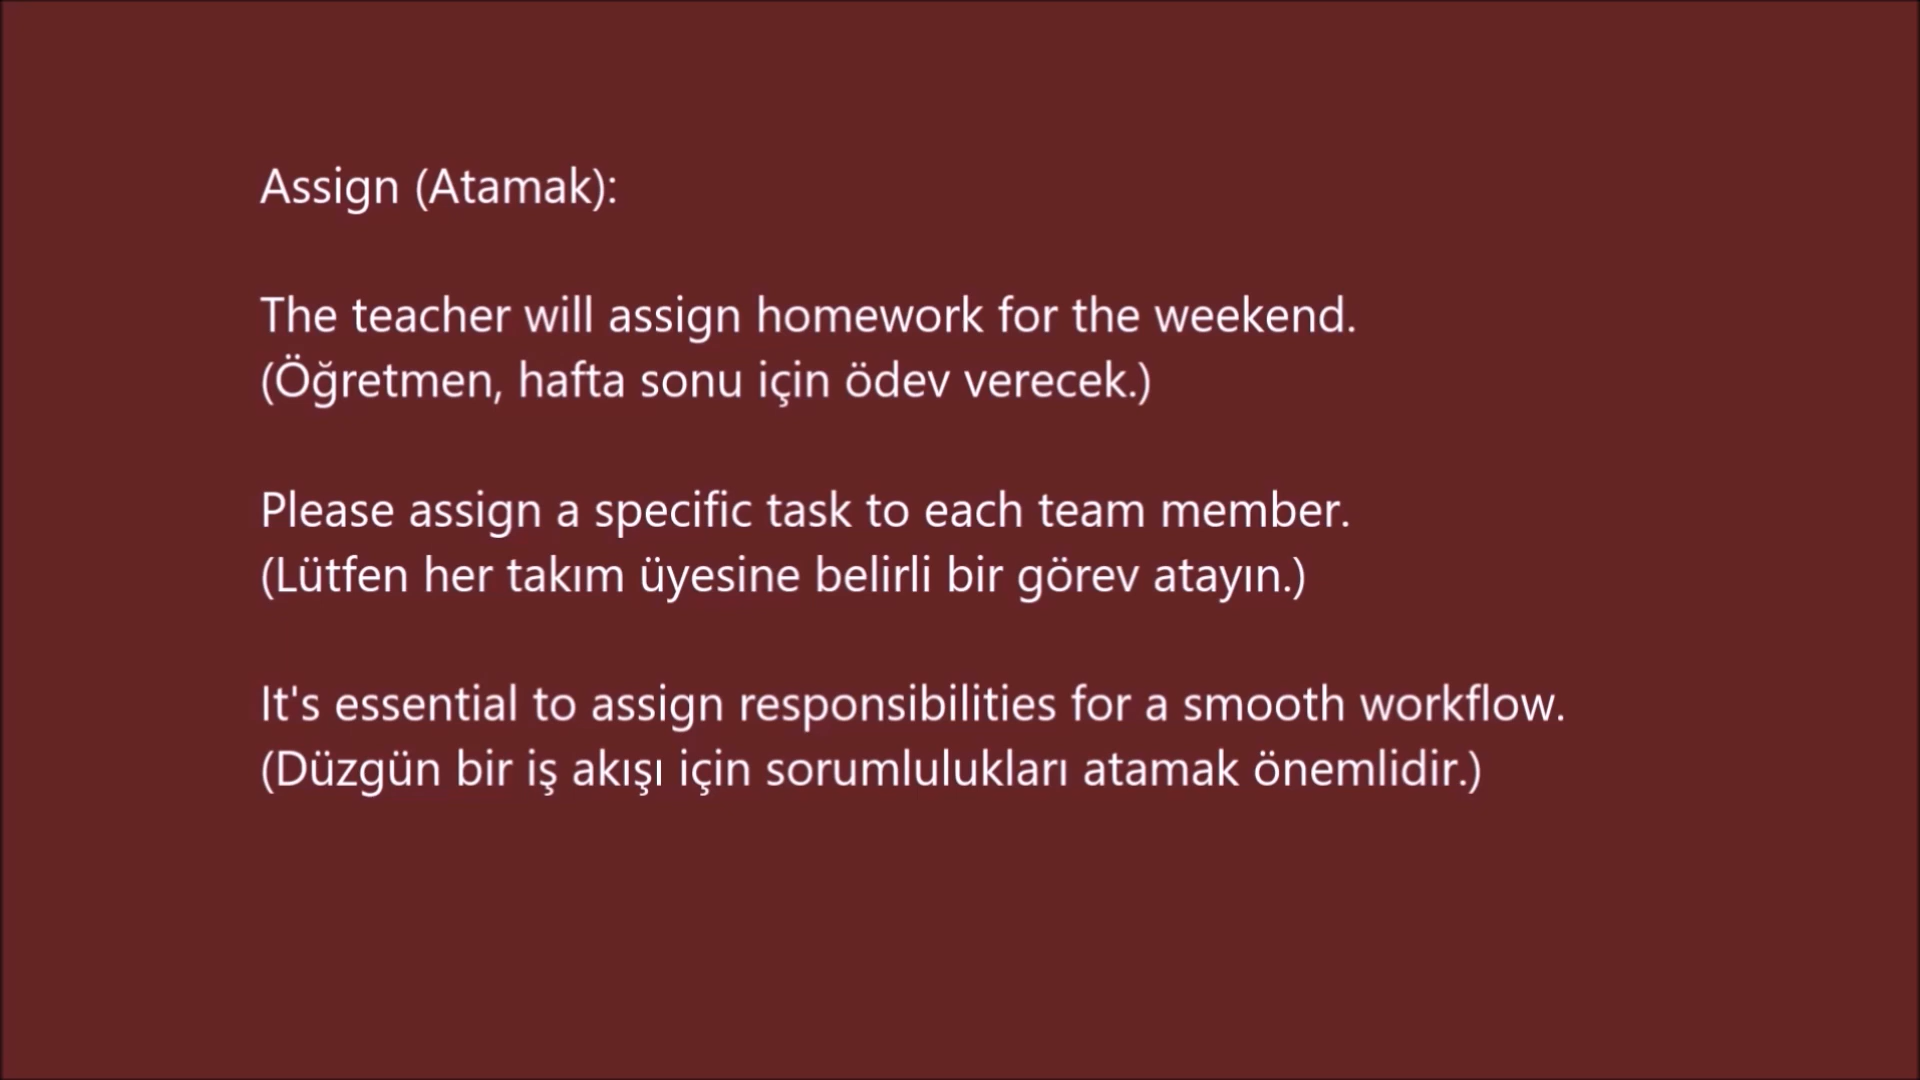 Assign (Atamak):
The teacher will assign homework for the weekend.
(Öğretmen, hafta sonu için ödev verecek.)
Please assign a specific task to each team member.
(Lütfen her takım üyesine belirli bir görev atayın.)
It's essential to assign responsibilities for a smooth workflow.
(Düzgün bir iş akışı için sorumlulukları atamak önemlidir.)